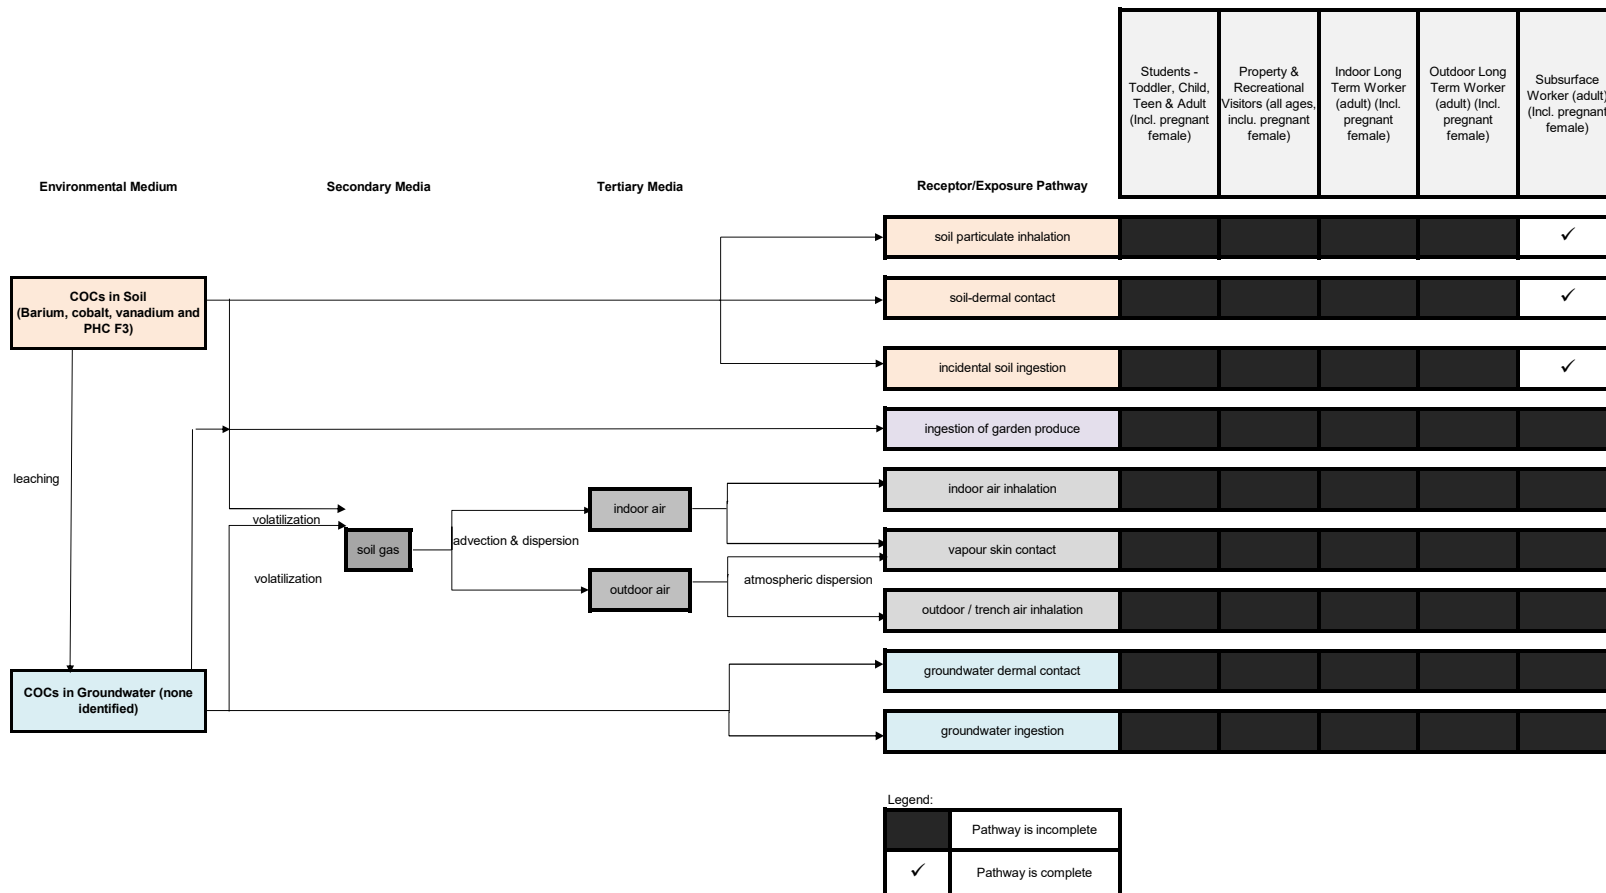 Students -
Toddler, Child,
Teen & Adult
(Incl. pregnant
female)
Property &
Recreational
Visitors (all ages,
inclu. pregnant
female)
Indoor Long
Term Worker
(adult) (Incl.
pregnant
female)
Outdoor Long
Term Worker
(adult) (Incl.
pregnant
female)
Subsurface
Worker (adult)
(Incl. pregnant
female)
Environmental Medium
Secondary Media
Tertiary Media
Receptor/Exposure Pathway
soil particulate inhalation
✓
COCs in Soil
(Barium, cobalt, vanadium and
PHC F3)
soil-dermal contact
✓
incidental soil ingestion
✓
ingestion of garden produce
leaching
indoor air inhalation
indoor air
volatilization
soil gas
advection & dispersion
vapour skin contact
volatilization
outdoor air
atmospheric dispersion
outdoor / trench air inhalation
groundwater dermal contact
COCs in Groundwater (none
identified)
groundwater ingestion
Legend:
Pathway is incomplete
✓
Pathway is complete